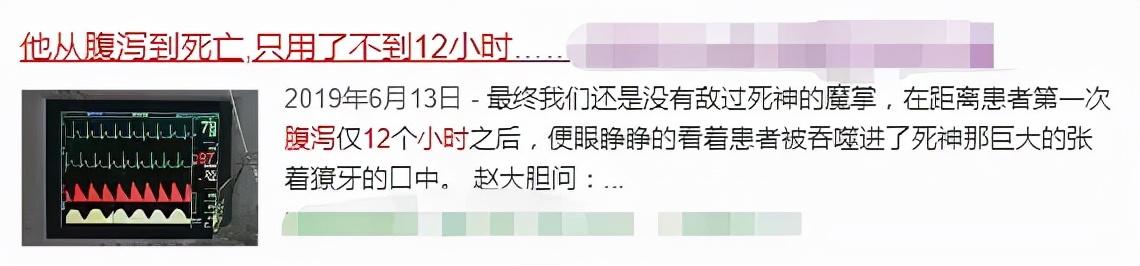 他从腹泻到死亡,只用了不到12小时……
2019年6月13日 - 最终我们还是没有敌过死神的魔掌，在距离患者第一次
腹泻仅12个小时之后，便眼睁睁的看着患者被吞噬进了死神那巨大的张
着獠牙的口中。 赵大胆问：...
97